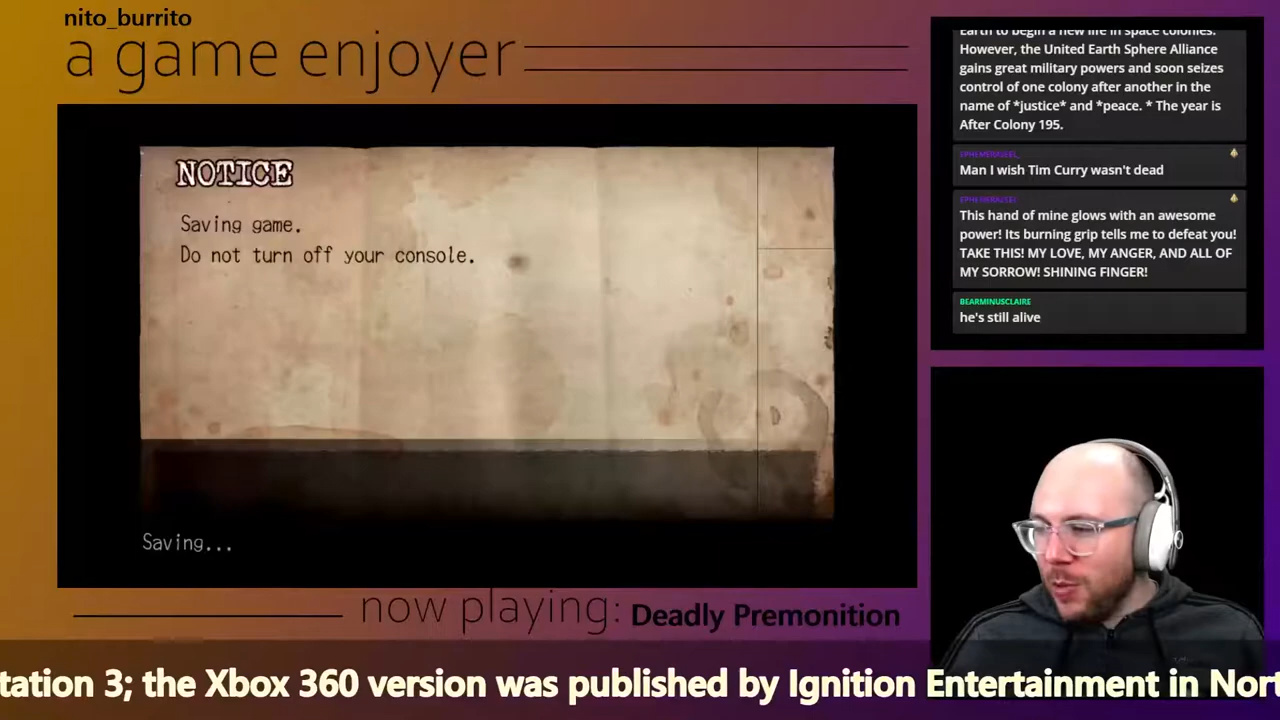 nito_burrito
a game enjoyer
NOTICE
Saving game.
Do not turn off your console.
Saving...
now playing: Deadly Premonition
tation 3; the Xbox 360 version was published by Ignition Entertainment in Nort
Earth to begin a new life in space colonies.
However, the United Earth Sphere Alliance
gains great military powers and soon seizes
control of one colony after another in the
name of *justice* and *peace. * The year is
After Colony 195.
Man I wish Tim Curry wasn't dead
This hand of mine glows with an awesome
power! Its burning grip tells me to defeat you!
TAKE THIS! MY LOVE, MY ANGER, AND ALL OF
MY SORROW! SHINING FINGER!
BEARMINUSCLAIRE
he's still alive